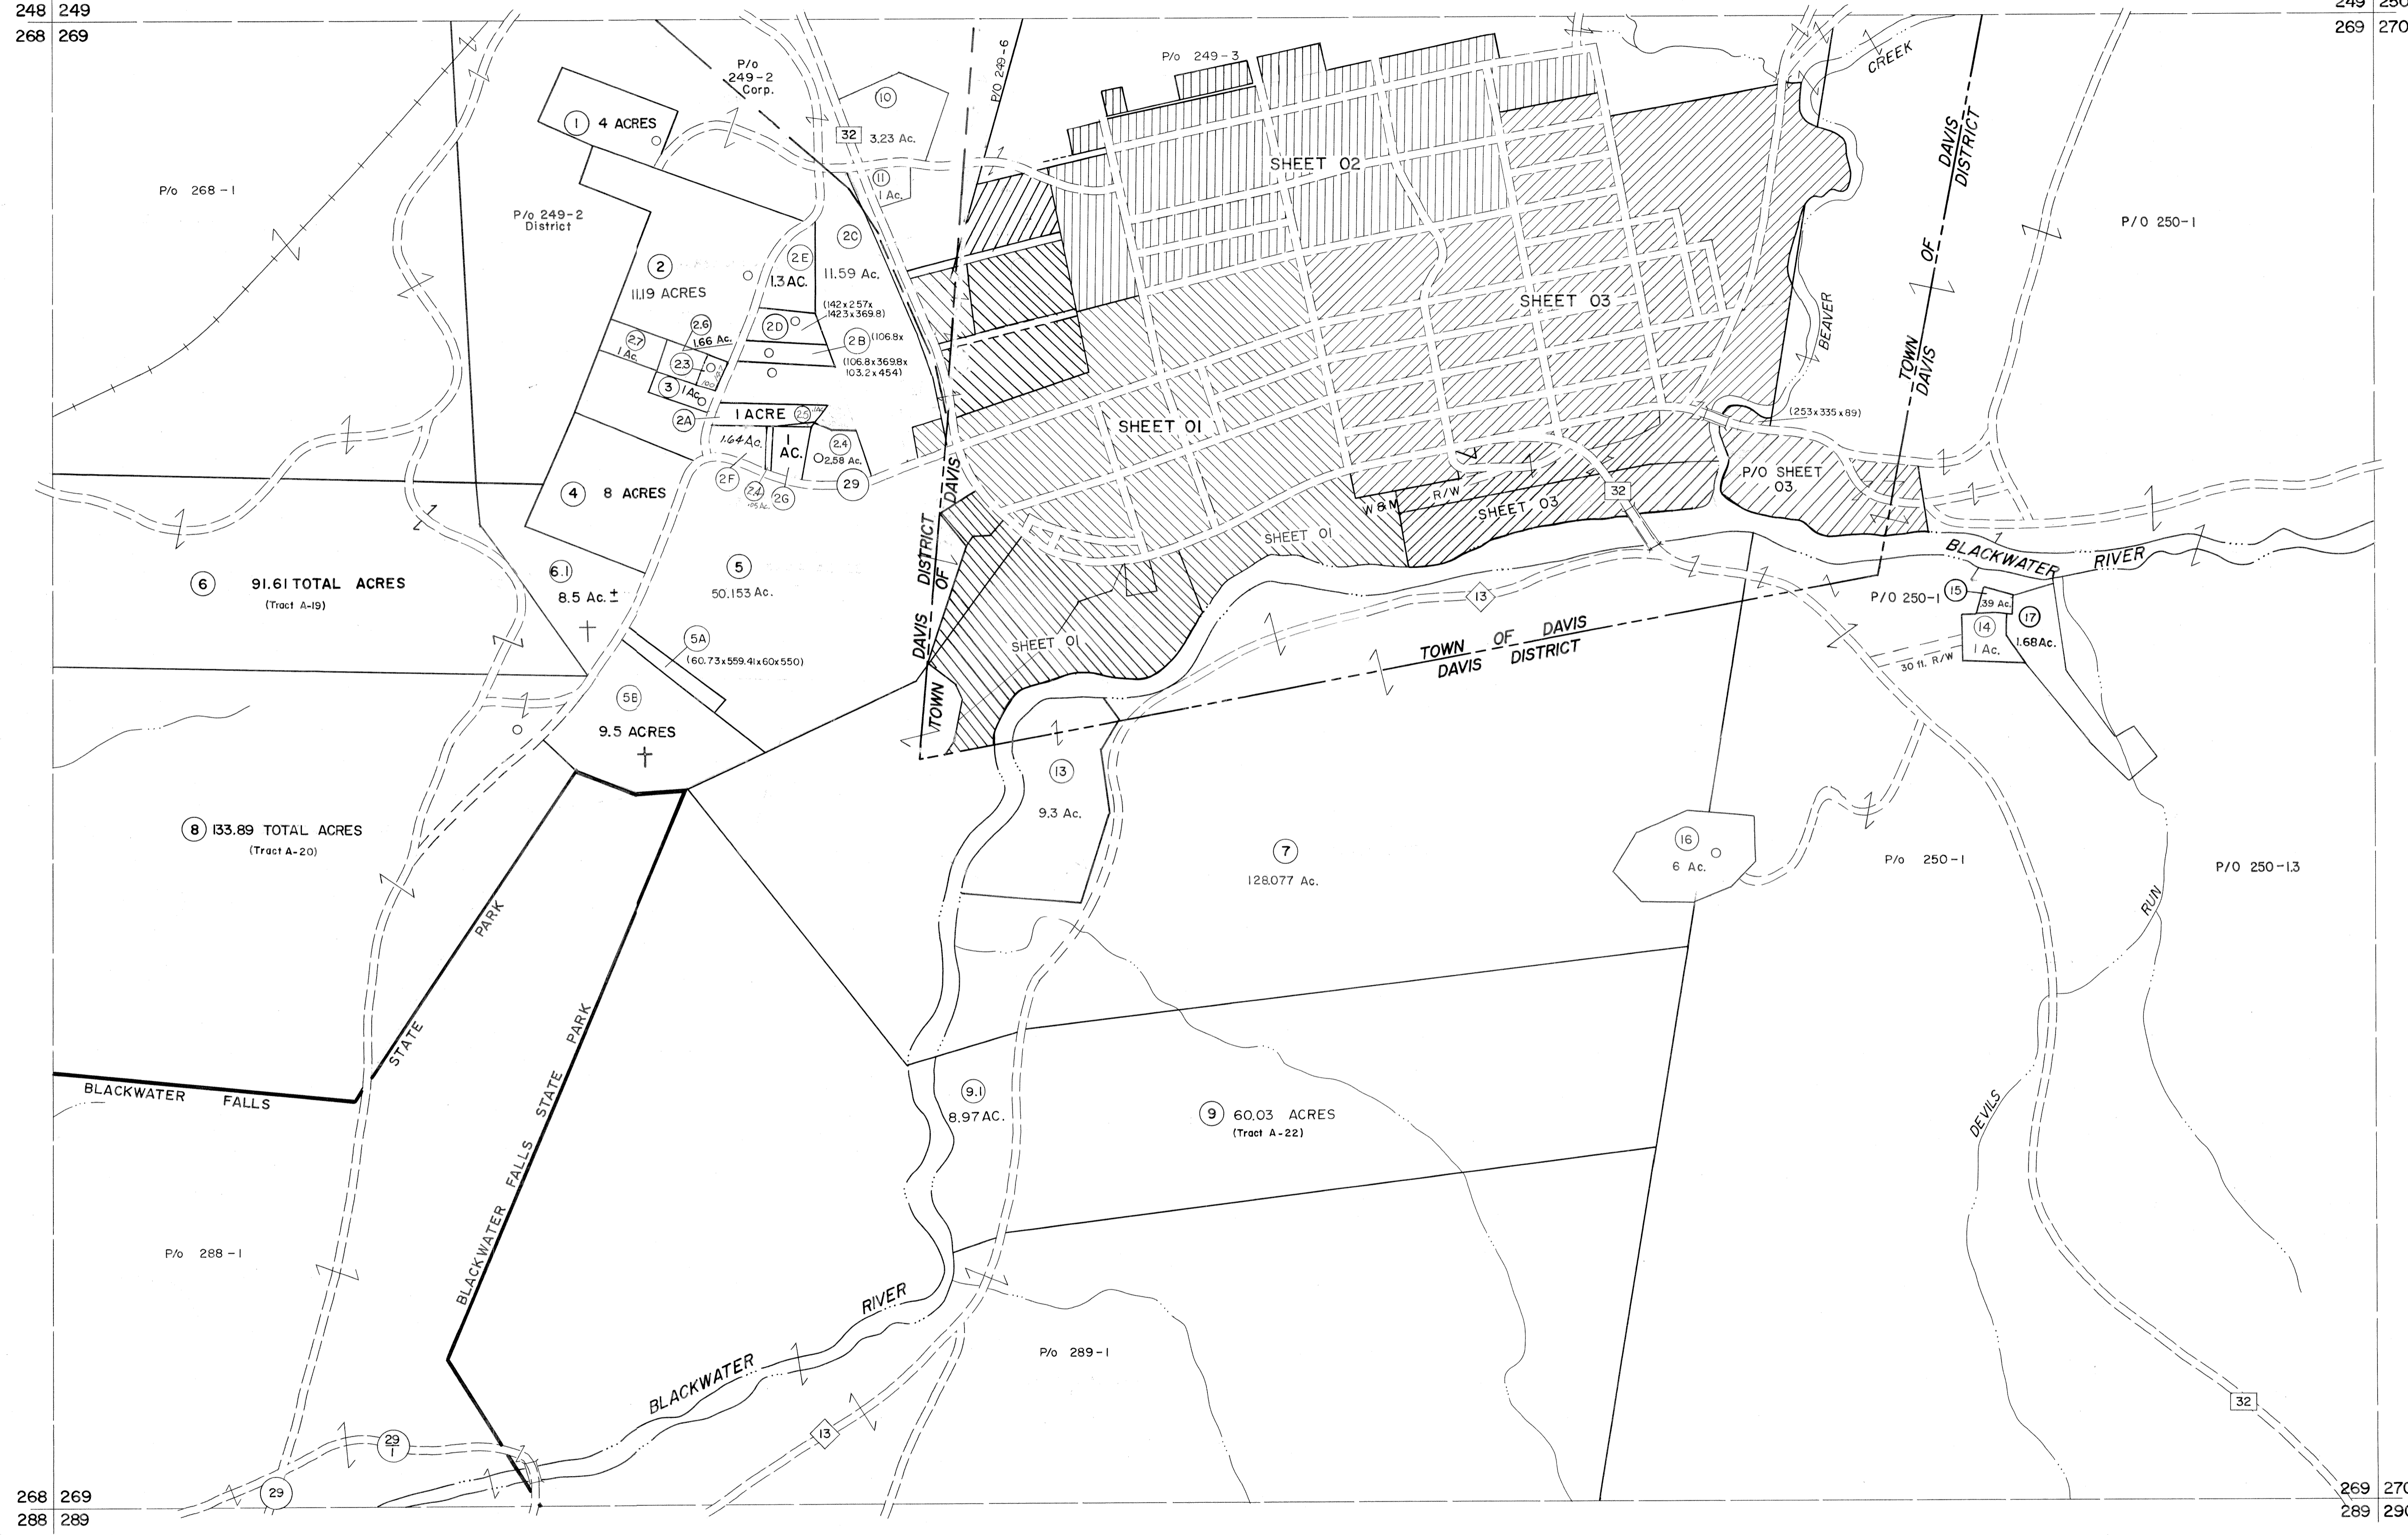 248 249
249 250
268 269
269 270
P/o
249-2
Corp.
P/O 249-6
P/o 249-3
CREEK
10
3.23 Ac.
32
1 4 ACRES
11
1 Ac.
SHEET 02
TOWN OF DAVIS
DAVIS DISTRICT
P/o 268-1
P/o 249-2
District
P/O 250-1
2C
11.59 Ac.
2E
1.3 AC.
2
11.19 ACRES
(142x257x
1423x369.8)
2D
2B (106.8x
(106.8x369.8x
103.2x454)
SHEET 03
BEAVER
2.6
1.66 Ac.
2.7
1 Ac.
2.3
3 1 Ac.
2A
1 ACRE 2.5
(253x335x89)
SHEET 01
1.64 Ac.
1
AC.
2.4
2.58 Ac.
2F
2.4
2G
29
P/O SHEET
03
4 8 ACRES
W&M
R/W
32
SHEET 03
SHEET 01
BLACKWATER RIVER
DAVIS DISTRICT
TOWN OF DAVIS
6 91.61 TOTAL ACRES
(Tract A-19)
6.1
8.5 Ac. ±
5
50.153 Ac.
13
P/O 250-1
15
.39 Ac.
17
1.68 Ac.
14
1 Ac.
30 ft. R/W
5A
(60.73x559.41x60x550)
SHEET 01
TOWN OF DAVIS
DAVIS DISTRICT
5B
9.5 ACRES
13
9.3 Ac.
8 133.89 TOTAL ACRES
(Tract A-20)
7
128.077 Ac.
16
6 Ac.
P/o 250-1
P/O 250-1.3
RUN
BLACKWATER FALLS STATE PARK
BLACKWATER FALLS STATE PARK
9.1
8.97 AC.
9 60.03 ACRES
(Tract A-22)
DEVILS
P/o 288-1
BLACKWATER RIVER
P/o 289-1
32
13
29
1
29
268 269
269 270
288 289
289 290